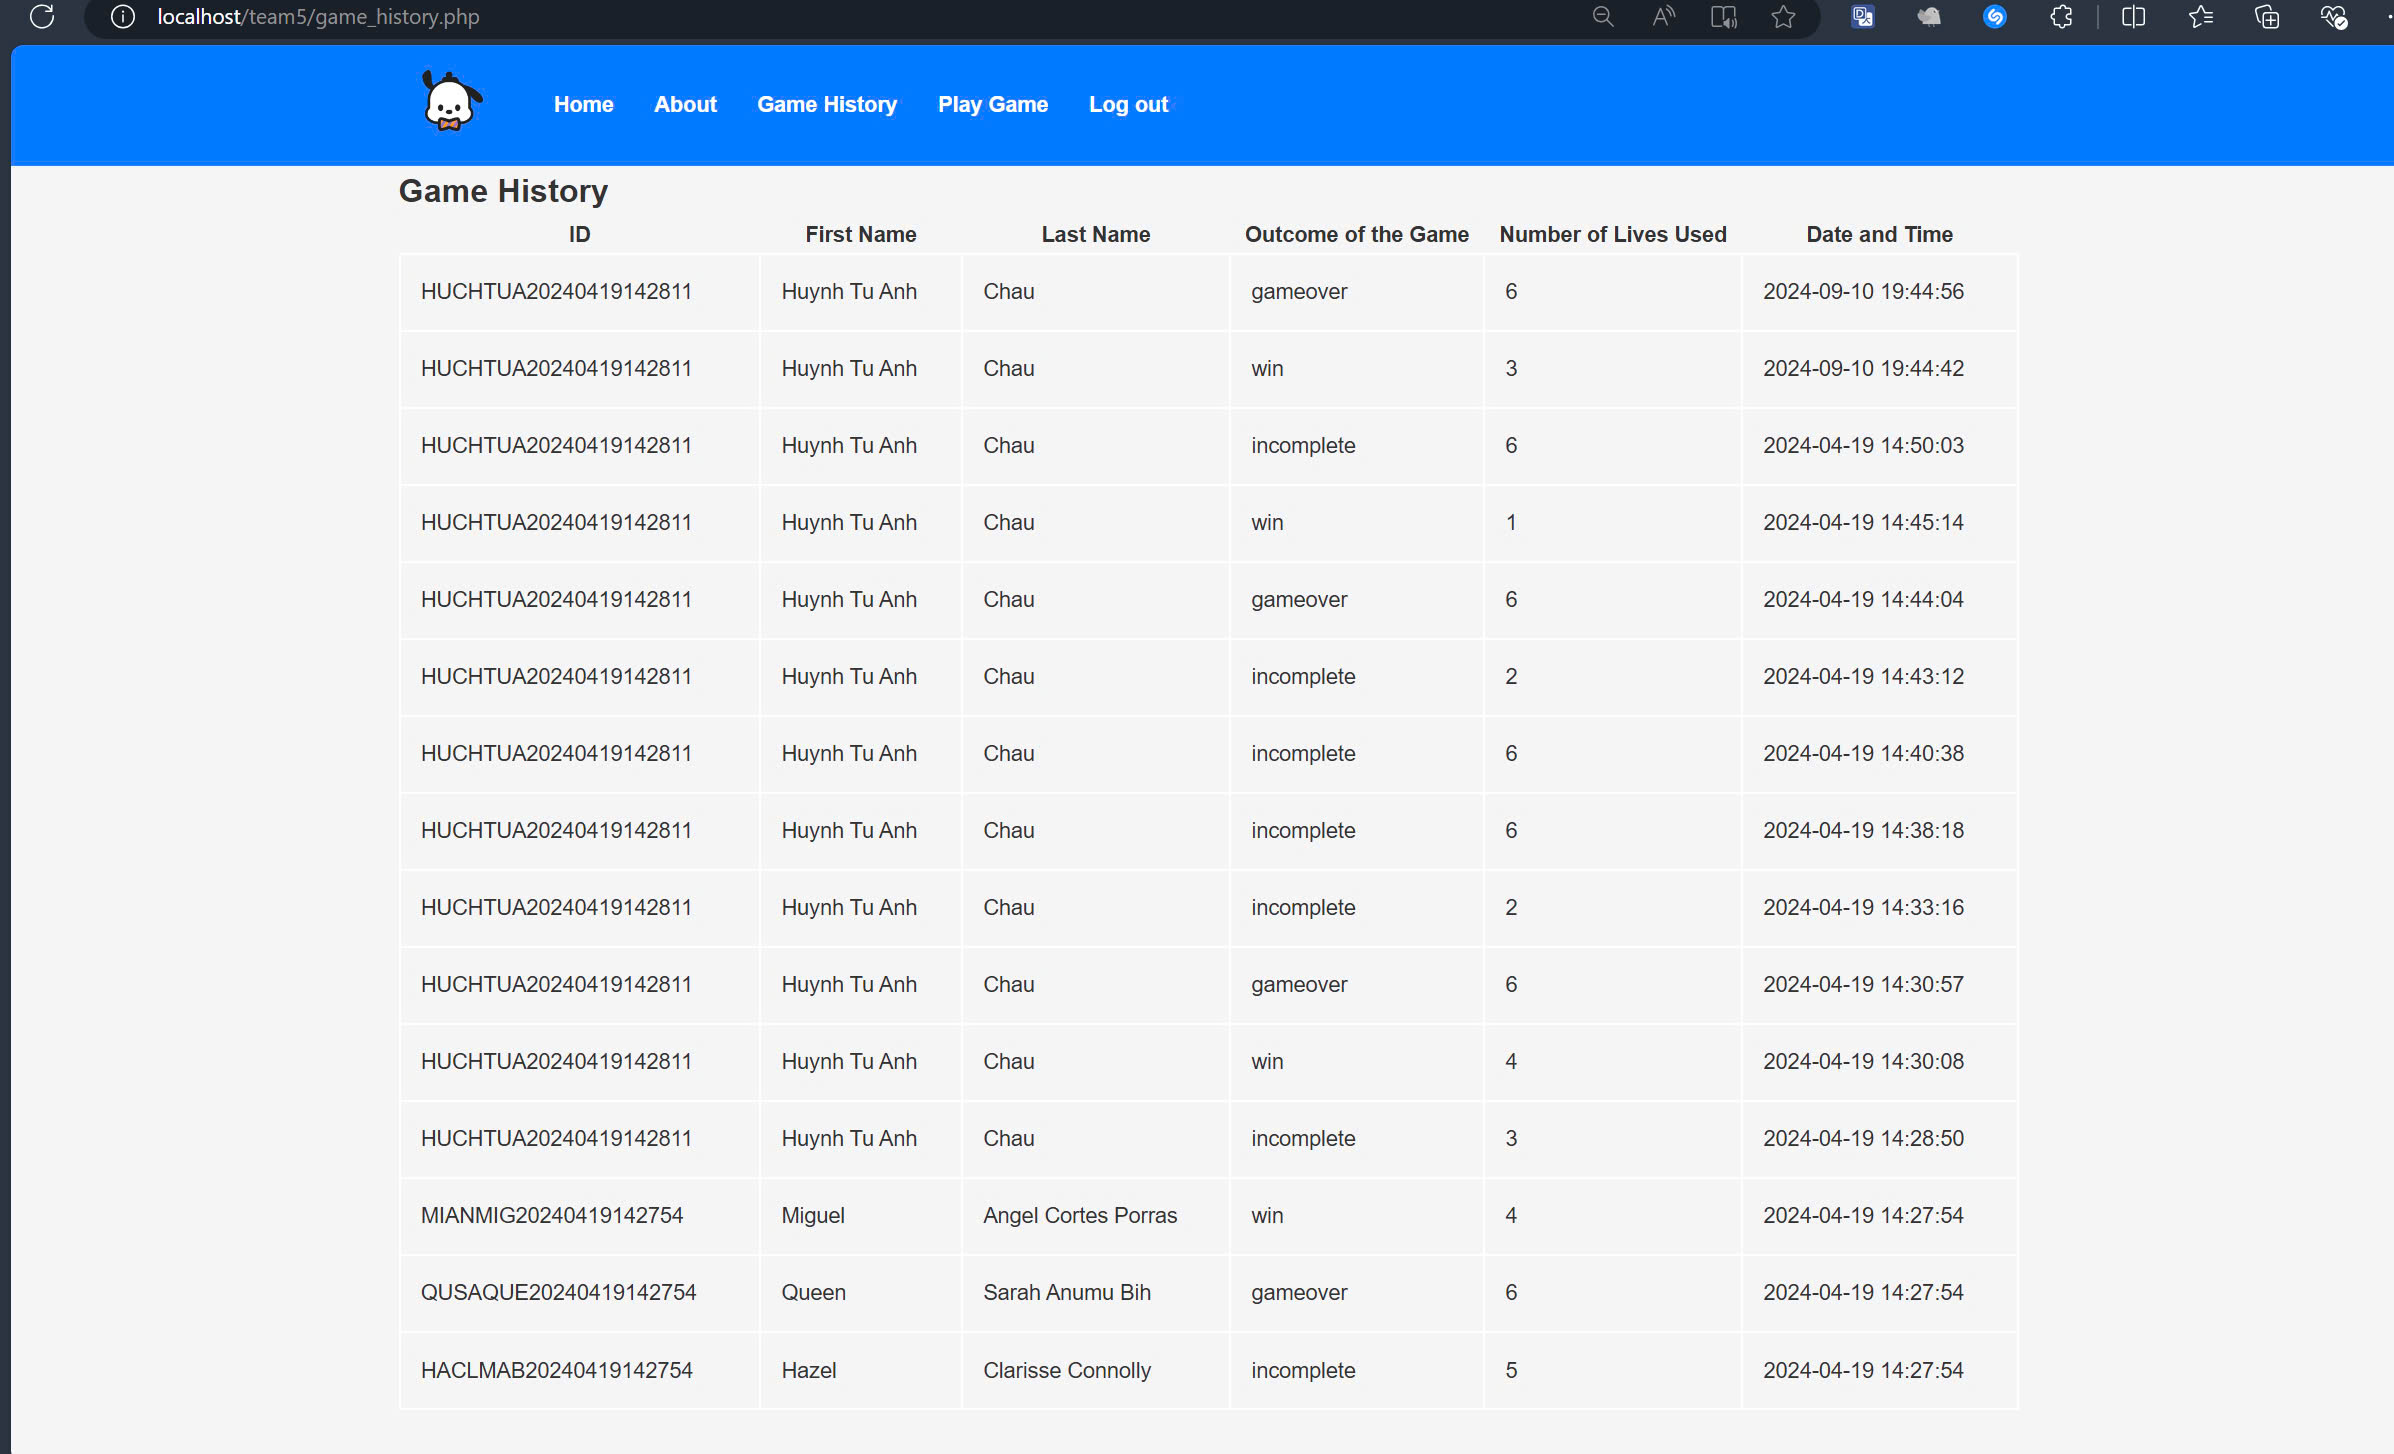 localhost/team5/game_history.php
Home About Game History Play Game Log out
Game History
ID First Name Last Name Outcome of the Game Number of Lives Used Date and Time
HUCHTUA20240419142811 Huynh Tu Anh Chau gameover 6 2024-09-10 19:44:56
HUCHTUA20240419142811 Huynh Tu Anh Chau win 3 2024-09-10 19:44:42
HUCHTUA20240419142811 Huynh Tu Anh Chau incomplete 6 2024-04-19 14:50:03
HUCHTUA20240419142811 Huynh Tu Anh Chau win 1 2024-04-19 14:45:14
HUCHTUA20240419142811 Huynh Tu Anh Chau gameover 6 2024-04-19 14:44:04
HUCHTUA20240419142811 Huynh Tu Anh Chau incomplete 2 2024-04-19 14:43:12
HUCHTUA20240419142811 Huynh Tu Anh Chau incomplete 6 2024-04-19 14:40:38
HUCHTUA20240419142811 Huynh Tu Anh Chau incomplete 6 2024-04-19 14:38:18
HUCHTUA20240419142811 Huynh Tu Anh Chau incomplete 2 2024-04-19 14:33:16
HUCHTUA20240419142811 Huynh Tu Anh Chau gameover 6 2024-04-19 14:30:57
HUCHTUA20240419142811 Huynh Tu Anh Chau win 4 2024-04-19 14:30:08
HUCHTUA20240419142811 Huynh Tu Anh Chau incomplete 3 2024-04-19 14:28:50
MIANMIG20240419142754 Miguel Angel Cortes Porras win 4 2024-04-19 14:27:54
QUSAQUE20240419142754 Queen Sarah Anumu Bih gameover 6 2024-04-19 14:27:54
HACLMAB20240419142754 Hazel Clarisse Connolly incomplete 5 2024-04-19 14:27:54